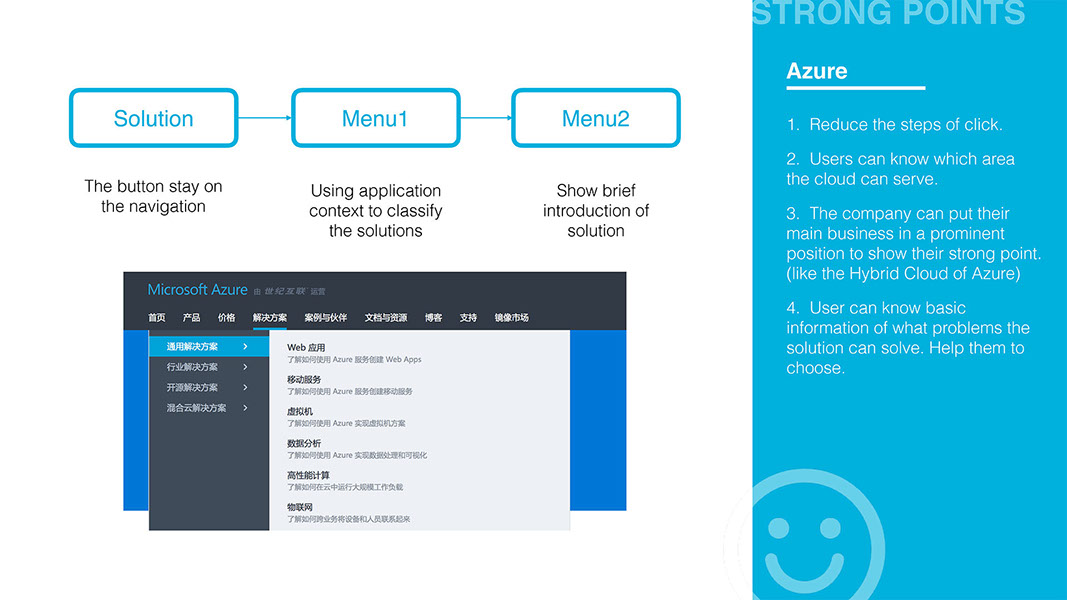 STRONG POINTS
Solution
Menu1
Menu2
The button stay on
the navigation
Using application
context to classify
the solutions
Show brief
introduction of
solution
Microsoft Azure 由 世纪互联 运营
首页 产品 价格 解决方案 案例与伙伴 文档与资源 博客 支持 镜像市场
通用解决方案
行业解决方案
开源解决方案
混合云解决方案
Web 应用
了解如何使用 Azure 服务创建 Web Apps
移动服务
了解如何使用 Azure 服务创建移动服务
虚拟机
了解如何使用 Azure 实现虚拟机方案
数据分析
了解如何使用 Azure 实现数据处理和可视化
高性能计算
了解如何在云中运行大规模工作负载
物联网
了解如何跨业务将设备和人员联系起来
Azure
1. Reduce the steps of click.
2. Users can know which area
the cloud can serve.
3. The company can put their
main business in a prominent
position to show their strong point.
(like the Hybrid Cloud of Azure)
4. User can know basic
information of what problems the
solution can solve. Help them to
choose.